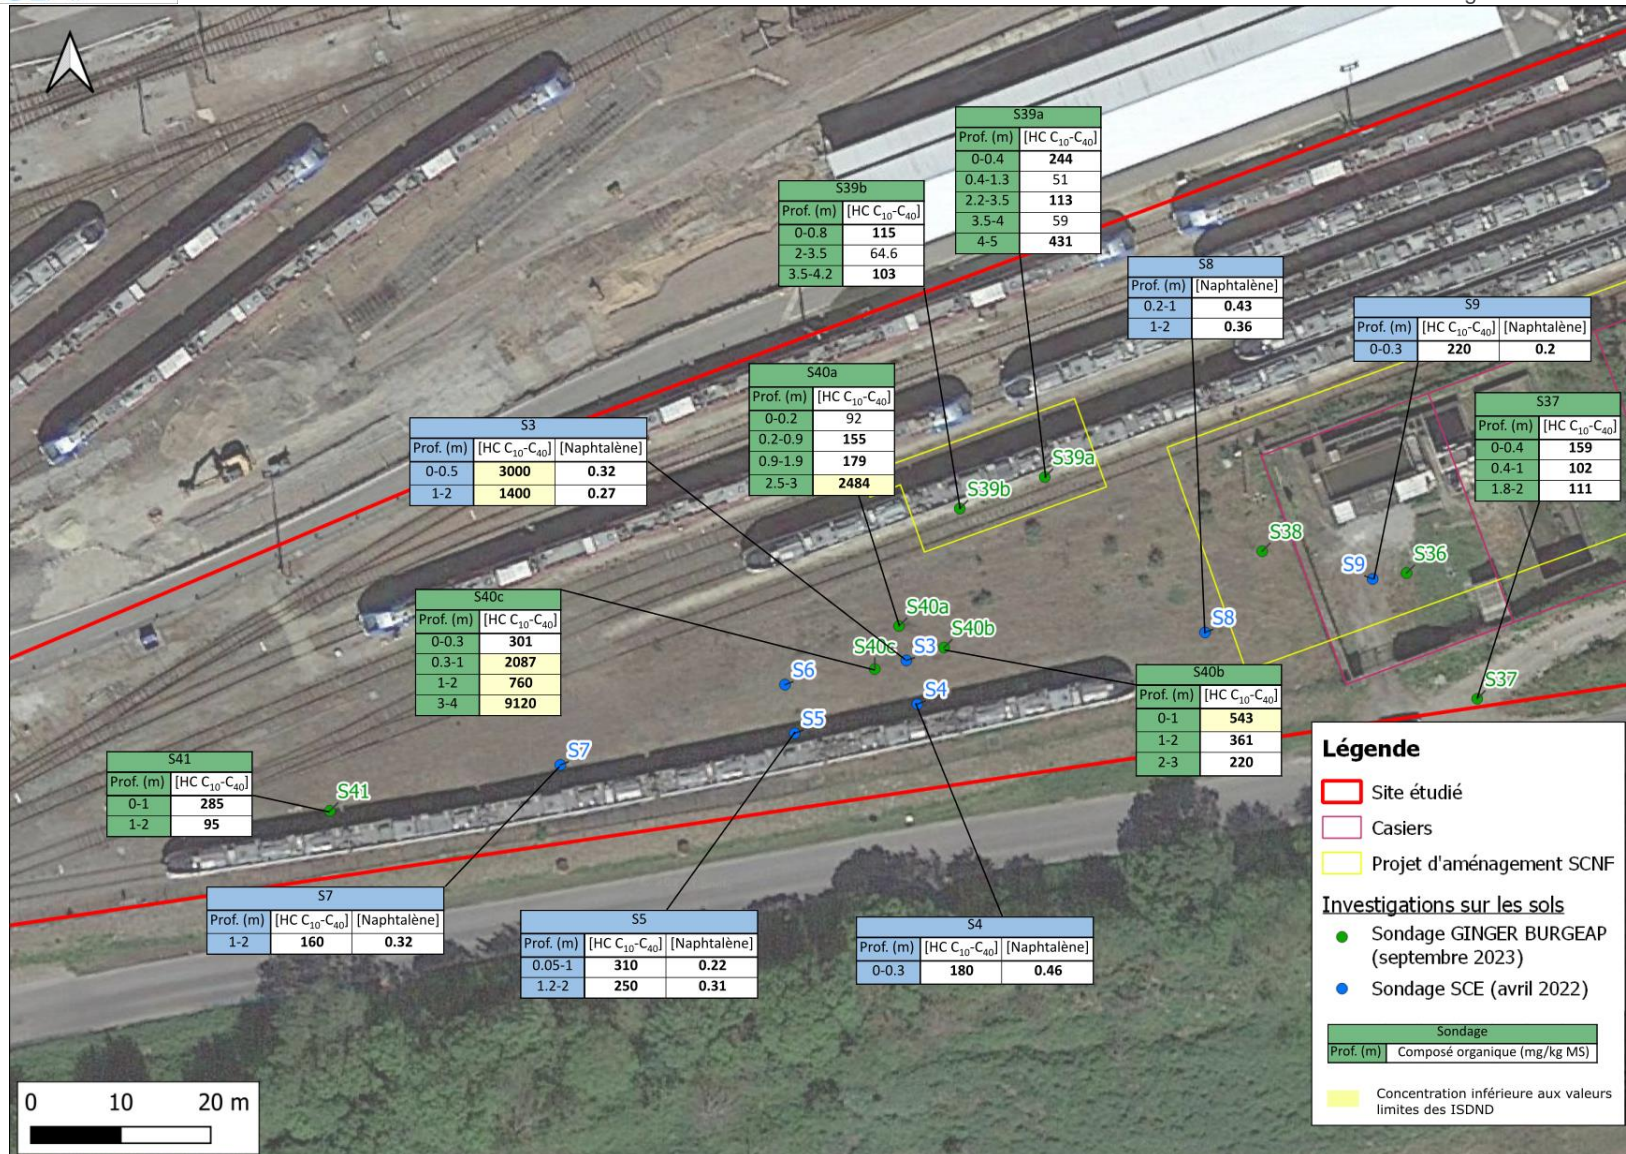 S39a
Prof. (m) [HC C10-C40]
0-0.4 244
0.4-1.3 51
2.2-3.5 113
3.5-4 59
4-5 431
S39b
Prof. (m) [HC C10-C40]
0-0.8 115
2-3.5 64.6
3.5-4.2 103
S8
Prof. (m) [Naphtalène]
0.2-1 0.43
1-2 0.36
S9
Prof. (m) [HC C10-C40] [Naphtalène]
0-0.3 220 0.2
S40a
Prof. (m) [HC C10-C40]
0-0.2 92
0.2-0.9 155
0.9-1.9 179
2.5-3 2484
S37
Prof. (m) [HC C10-C40]
0-0.4 159
0.4-1 102
1.8-2 111
S3
Prof. (m) [HC C10-C40] [Naphtalène]
0-0.5 3000 0.32
1-2 1400 0.27
S39a
S39b
S38
S9
S36
S40c
Prof. (m) [HC C10-C40]
0-0.3 301
0.3-1 2087
1-2 760
3-4 9120
S40a
S40b
S8
S40c
S3
S6
S4
S37
S5
S7
S41
S40b
Prof. (m) [HC C10-C40]
0-1 543
1-2 361
2-3 220
S41
Prof. (m) [HC C10-C40]
0-1 285
1-2 95
S7
Prof. (m) [HC C10-C40] [Naphtalène]
1-2 160 0.32
S5
Prof. (m) [HC C10-C40] [Naphtalène]
0.05-1 310 0.22
1.2-2 250 0.31
S4
Prof. (m) [HC C10-C40] [Naphtalène]
0-0.3 180 0.46
Légende
Site étudié
Casiers
Projet d'aménagement SCNF
Investigations sur les sols
Sondage GINGER BURGEAP
(septembre 2023)
Sondage SCE (avril 2022)
Sondage
Prof. (m) Composé organique (mg/kg MS)
Concentration inférieure aux valeurs
limites des ISDND
0 10 20 m